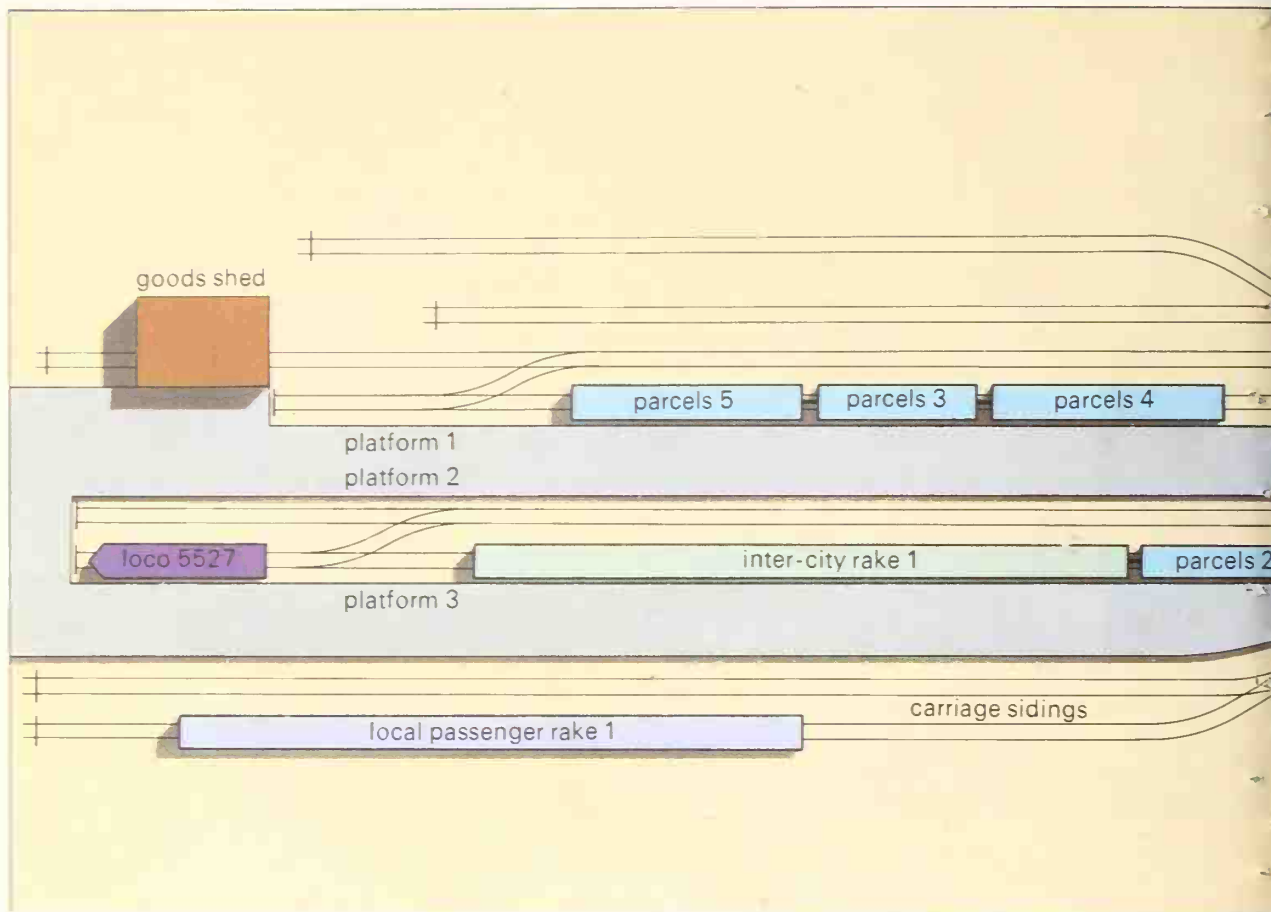 goods shed
parcels 5
parcels 3
parcels 4
platform 1
platform 2
loco 5527
inter-city rake 1
parcels 2
platform 3
carriage sidings
local passenger rake 1